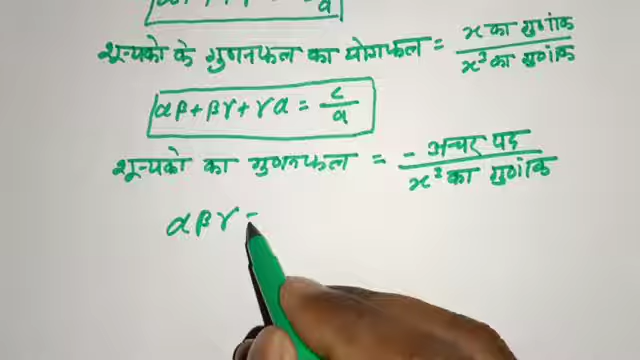 a
शून्यको के गुणनफल का योगफल = x का गुणांक / x³ का गुणांक
αβ+βγ+γα = c/a
शून्यको का गुणनफल = - अचर पद / x³ का गुणांक
αβγ =